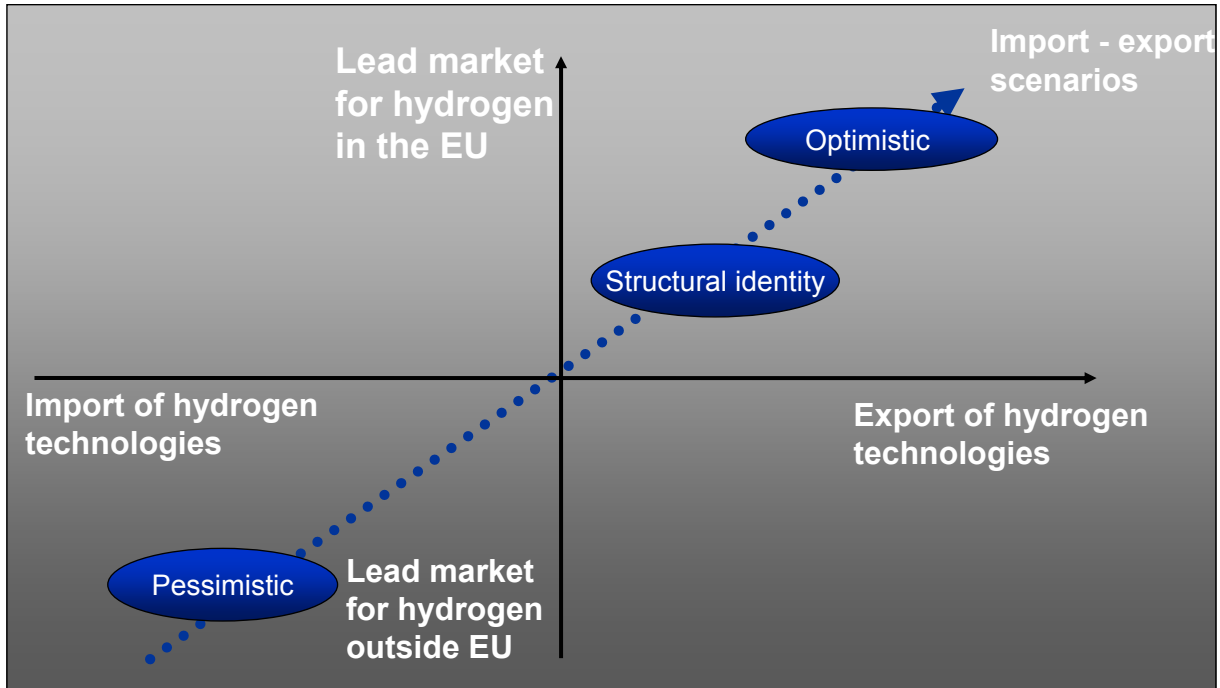 Lead market
for hydrogen
in the EU
Import - export
scenarios
Optimistic
Structural identity
Import of hydrogen
technologies
Export of hydrogen
technologies
Pessimistic
Lead market
for hydrogen
outside EU